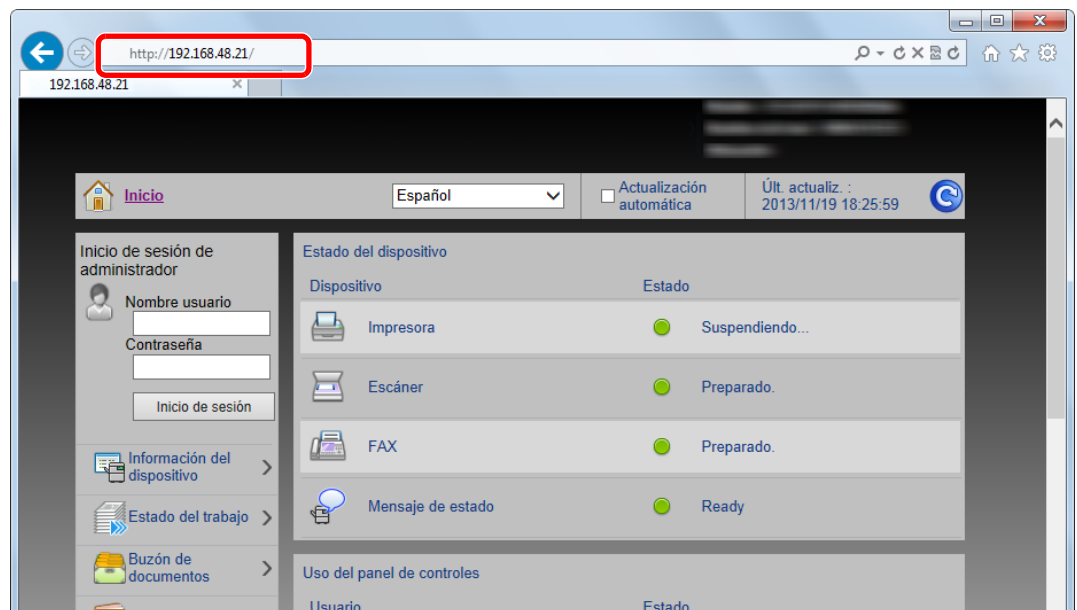 http://192.168.48.21/
192.168.48.21
Inicio
Español
Actualización
automática
Últ. actualiz. :
2013/11/19 18:25:59
Inicio de sesión de
administrador
Nombre usuario
Contraseña
Inicio de sesión
Información del
dispositivo
Estado del trabajo
Buzón de
documentos
Estado del dispositivo
Dispositivo Estado
Impresora Suspendiendo...
Escáner Preparado.
FAX Preparado.
Mensaje de estado Ready
Uso del panel de controles
Usuario Estado